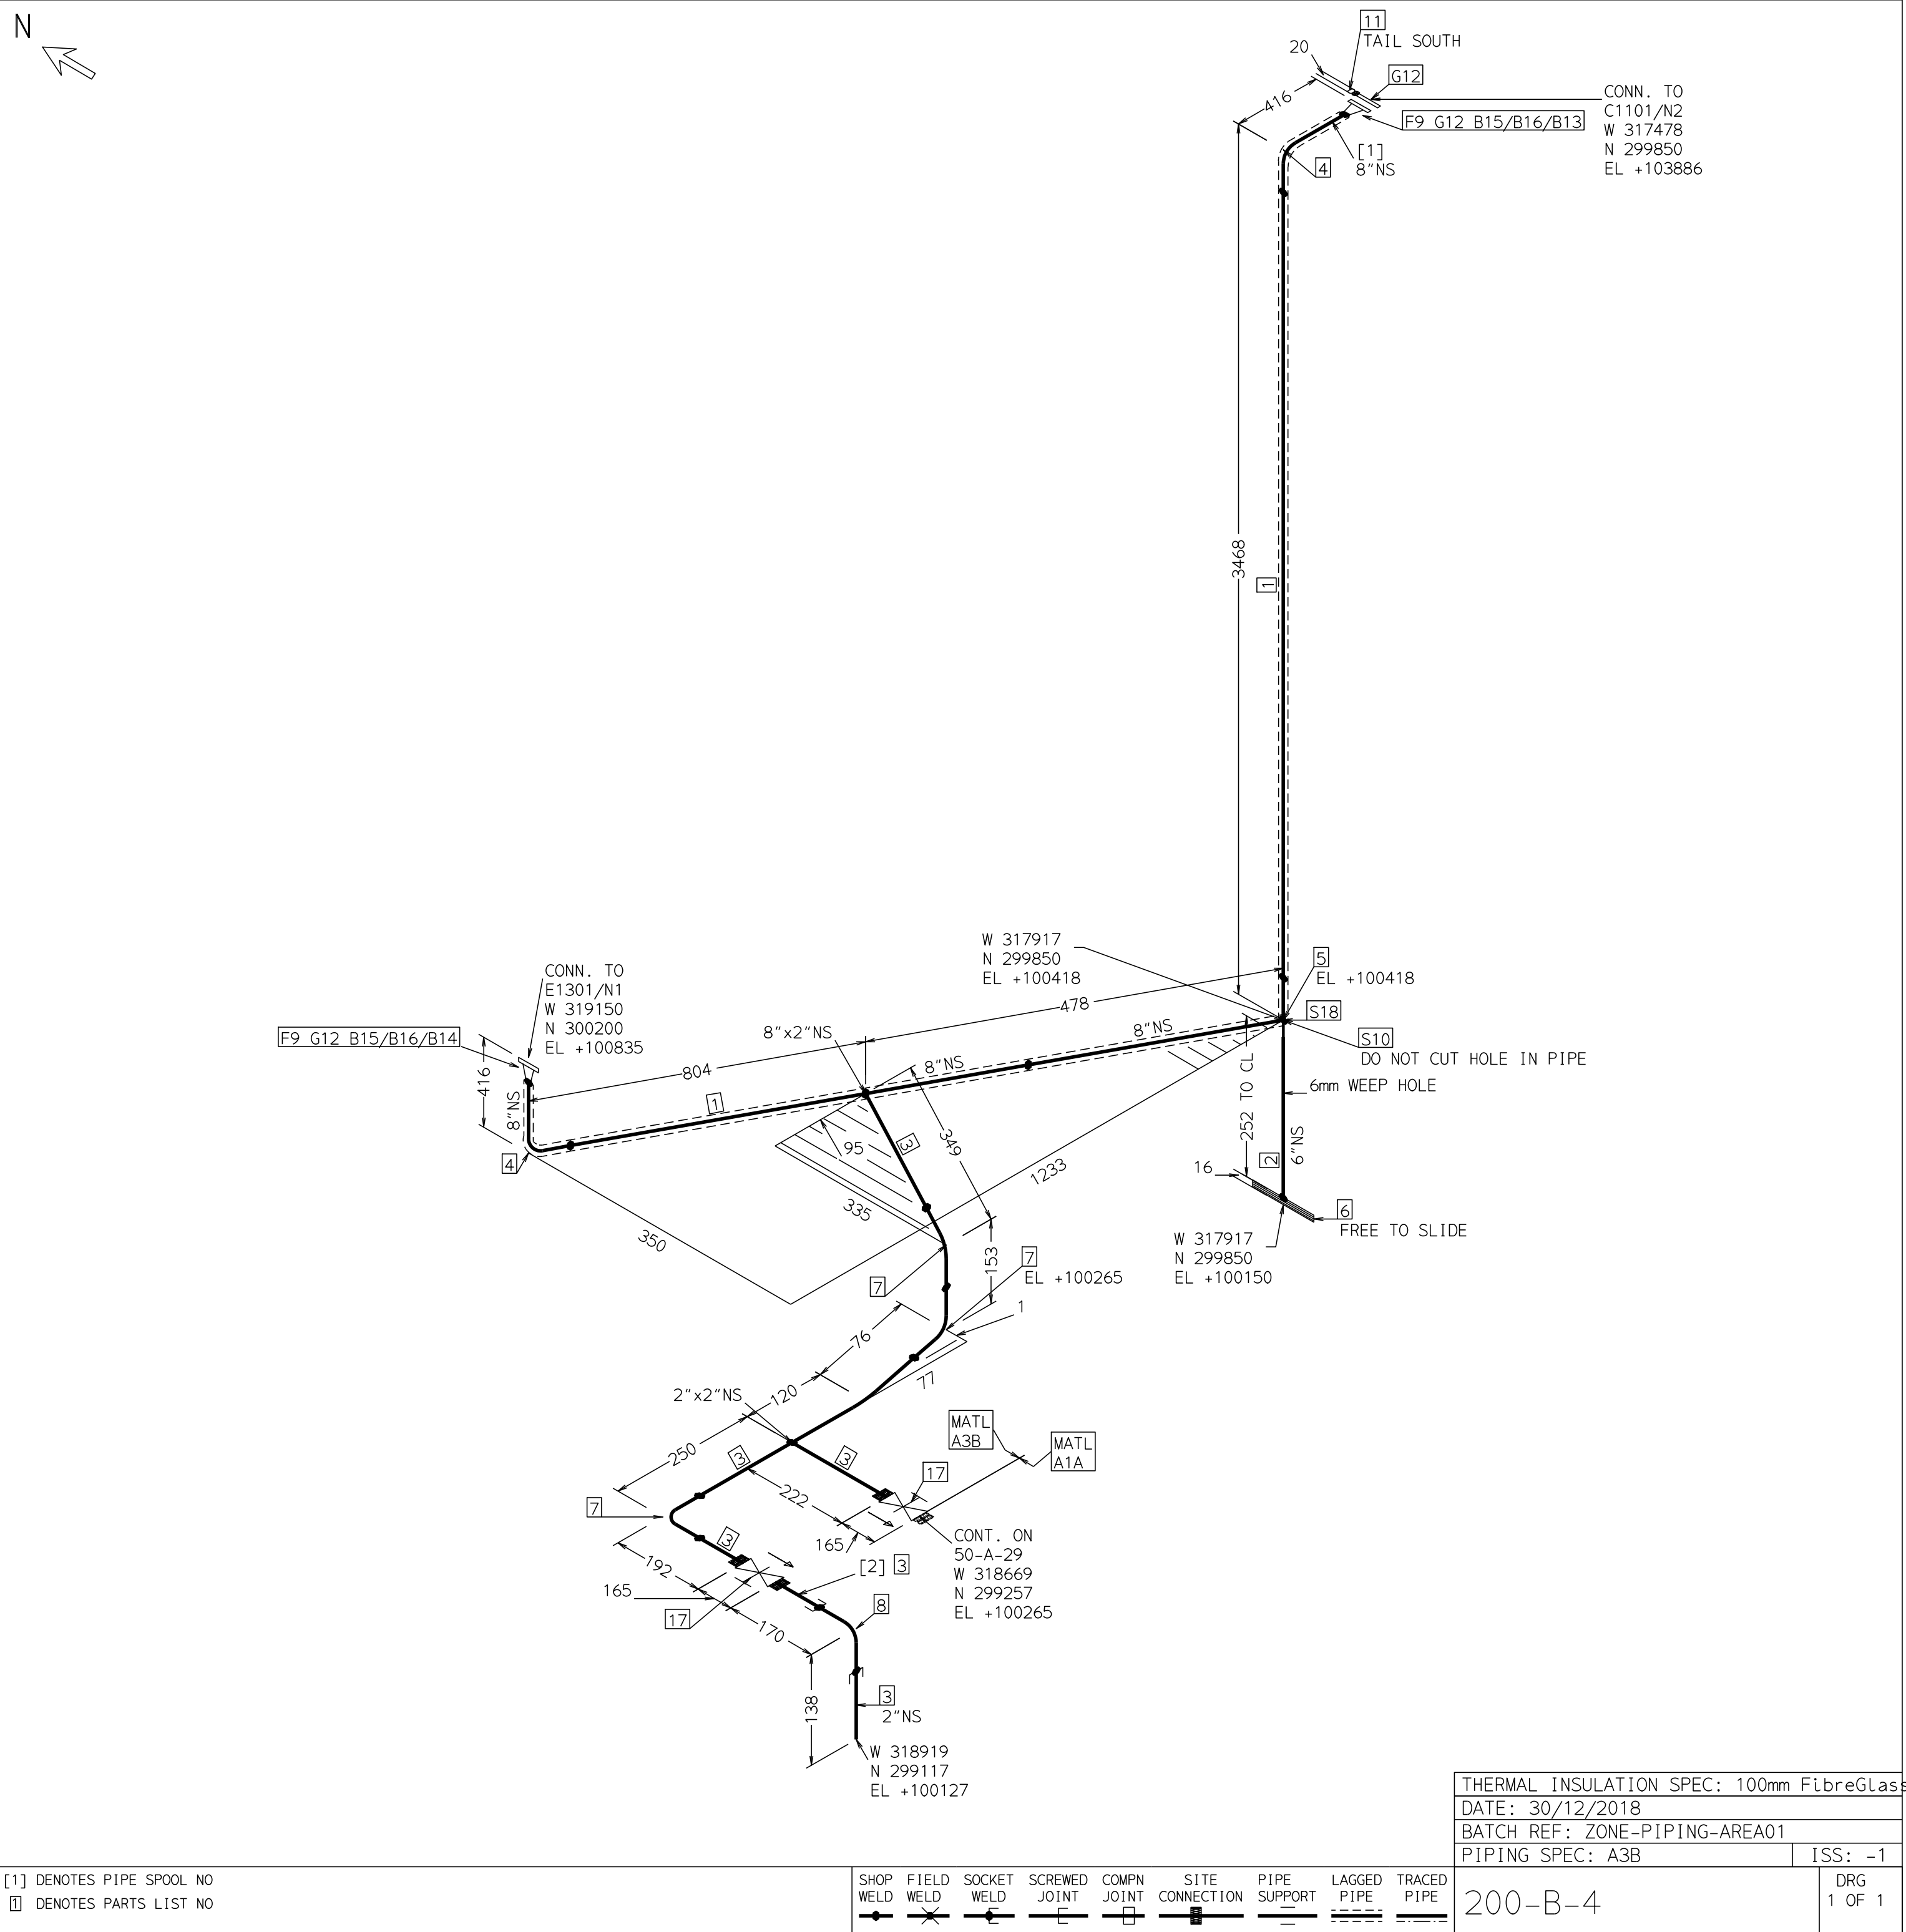 N
11
TAIL SOUTH
20
G12
416
CONN. TO
C1101/N2
W 317478
N 299850
EL +103886
F9 G12 B15/B16/B13
[1]
8"NS
4
3468
1
W 317917
N 299850
EL +100418
5
EL +100418
S18
S10
DO NOT CUT HOLE IN PIPE
6mm WEEP HOLE
478
8"NS
8"x2"NS
8"NS
CONN. TO
E1301/N1
W 319150
N 300200
EL +100835
F9 G12 B15/B16/B14
416
8"NS
804
1
4
252 TO CL
6"NS
2
16
6
FREE TO SLIDE
W 317917
N 299850
EL +100150
95
3
349
1233
335
350
153
7
EL +100265
7
1
76
77
120
2"x2"NS
250
3
3
222
MATL
A3B
MATL
A1A
17
7
165
CONT. ON
50-A-29
W 318669
N 299257
EL +100265
3
192
165
[2] 3
17
170
8
138
3
2"NS
W 318919
N 299117
EL +100127
THERMAL INSULATION SPEC: 100mm FibreGlass
DATE: 30/12/2018
BATCH REF: ZONE-PIPING-AREA01
PIPING SPEC: A3B
ISS: -1
[1] DENOTES PIPE SPOOL NO
1 DENOTES PARTS LIST NO
SHOP
WELD
FIELD
WELD
SOCKET
WELD
SCREWED
JOINT
COMPN
JOINT
SITE
CONNECTION
PIPE
SUPPORT
LAGGED
PIPE
TRACED
PIPE
200-B-4
DRG
1 OF 1